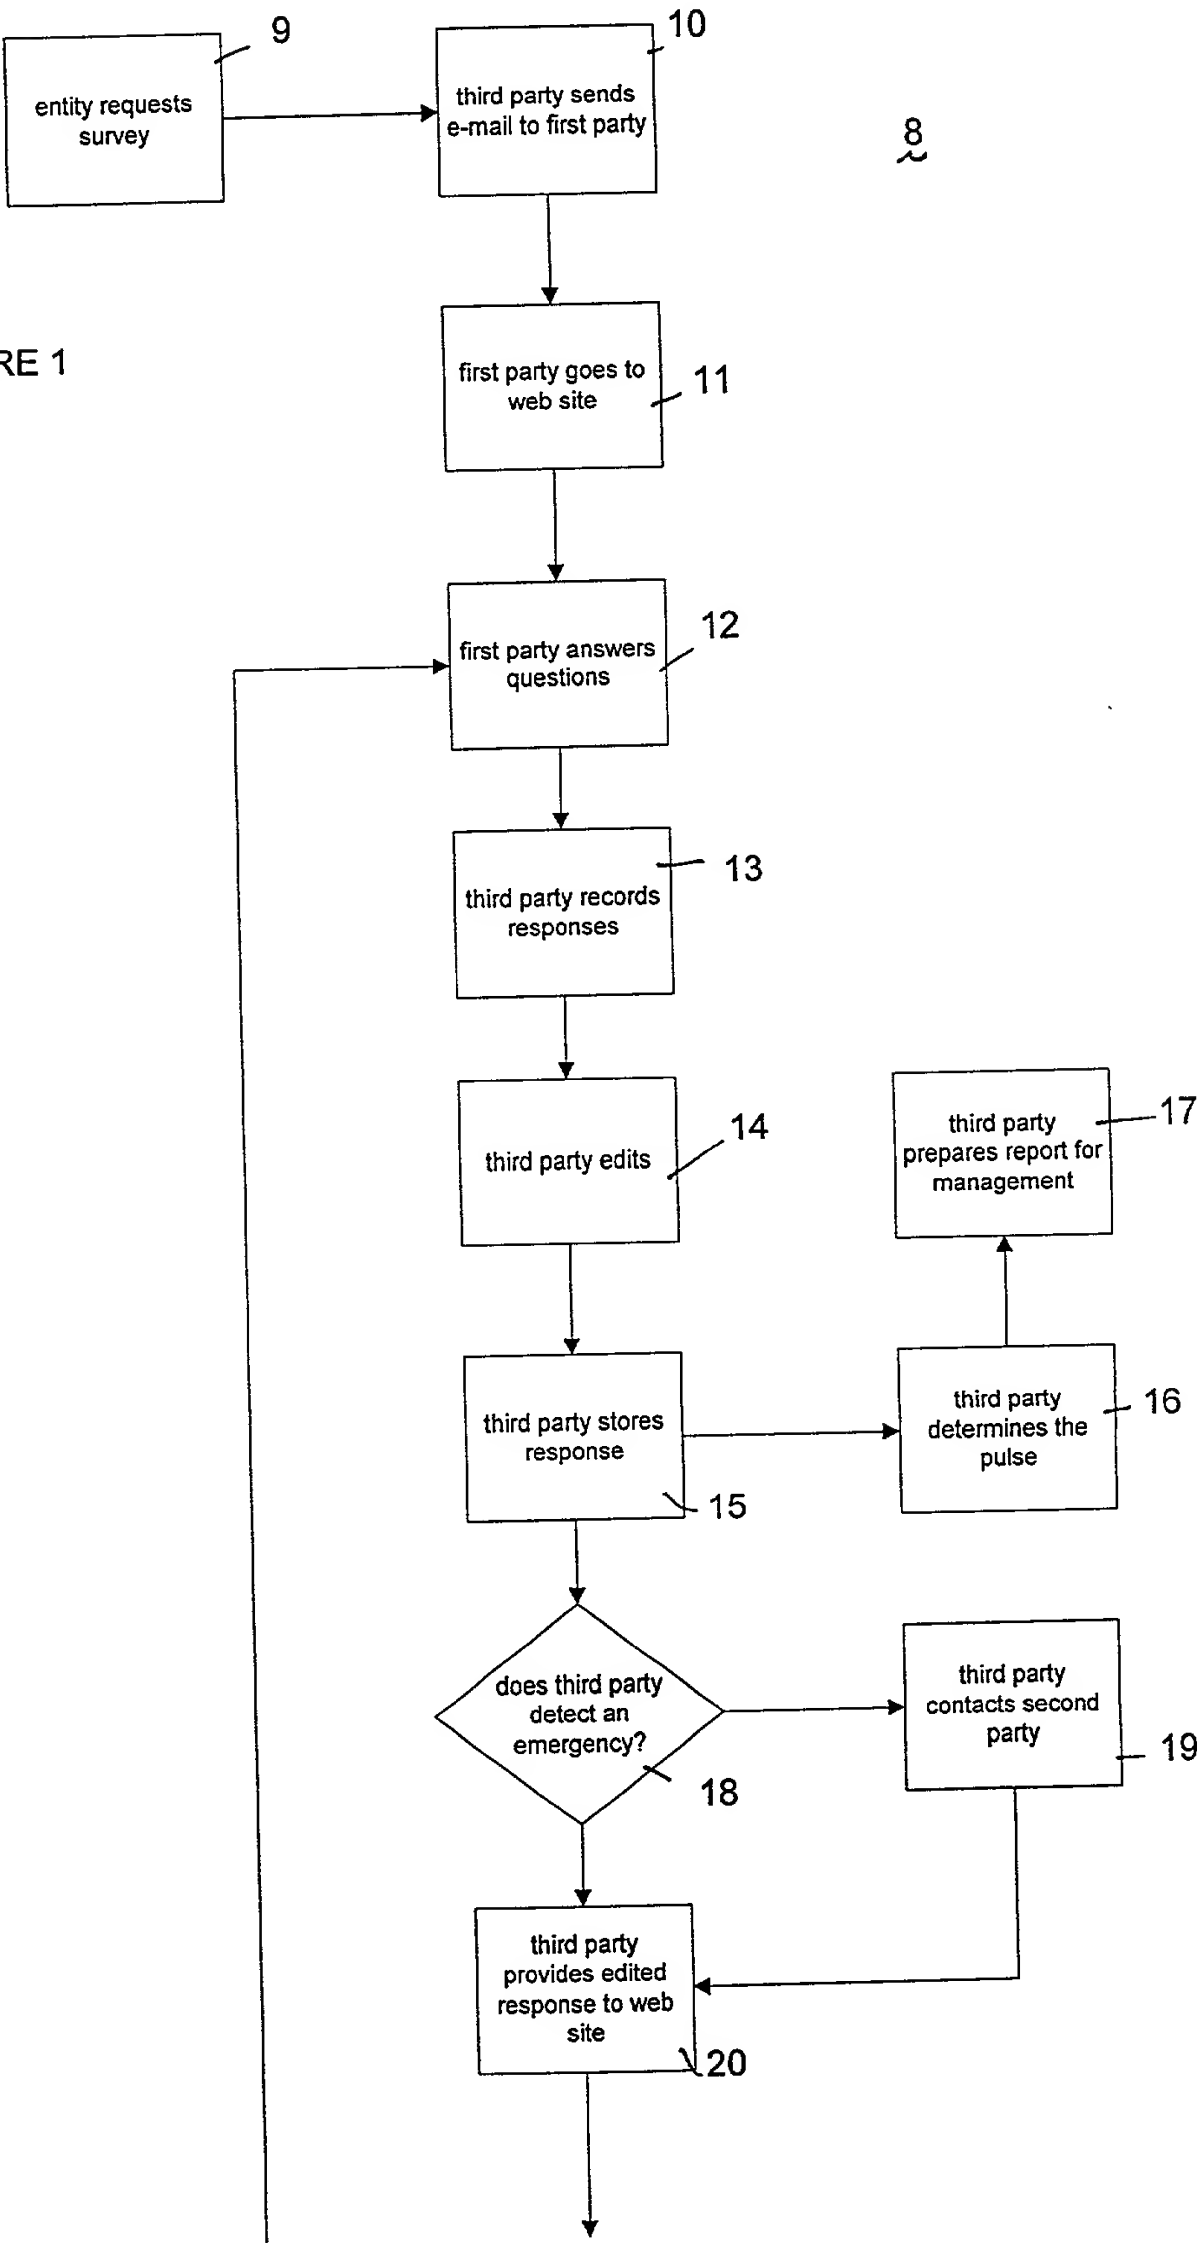 9
entity requests
survey
10
third party sends
e-mail to first party
8
RE 1
first party goes to
web site
11
first party answers
questions
12
third party records
responses
13
third party edits
14
third party
prepares report for
management
17
third party stores
response
15
third party
determines the
pulse
16
does third party
detect an
emergency?
18
third party
contacts second
party
19
third party
provides edited
response to web
site
20